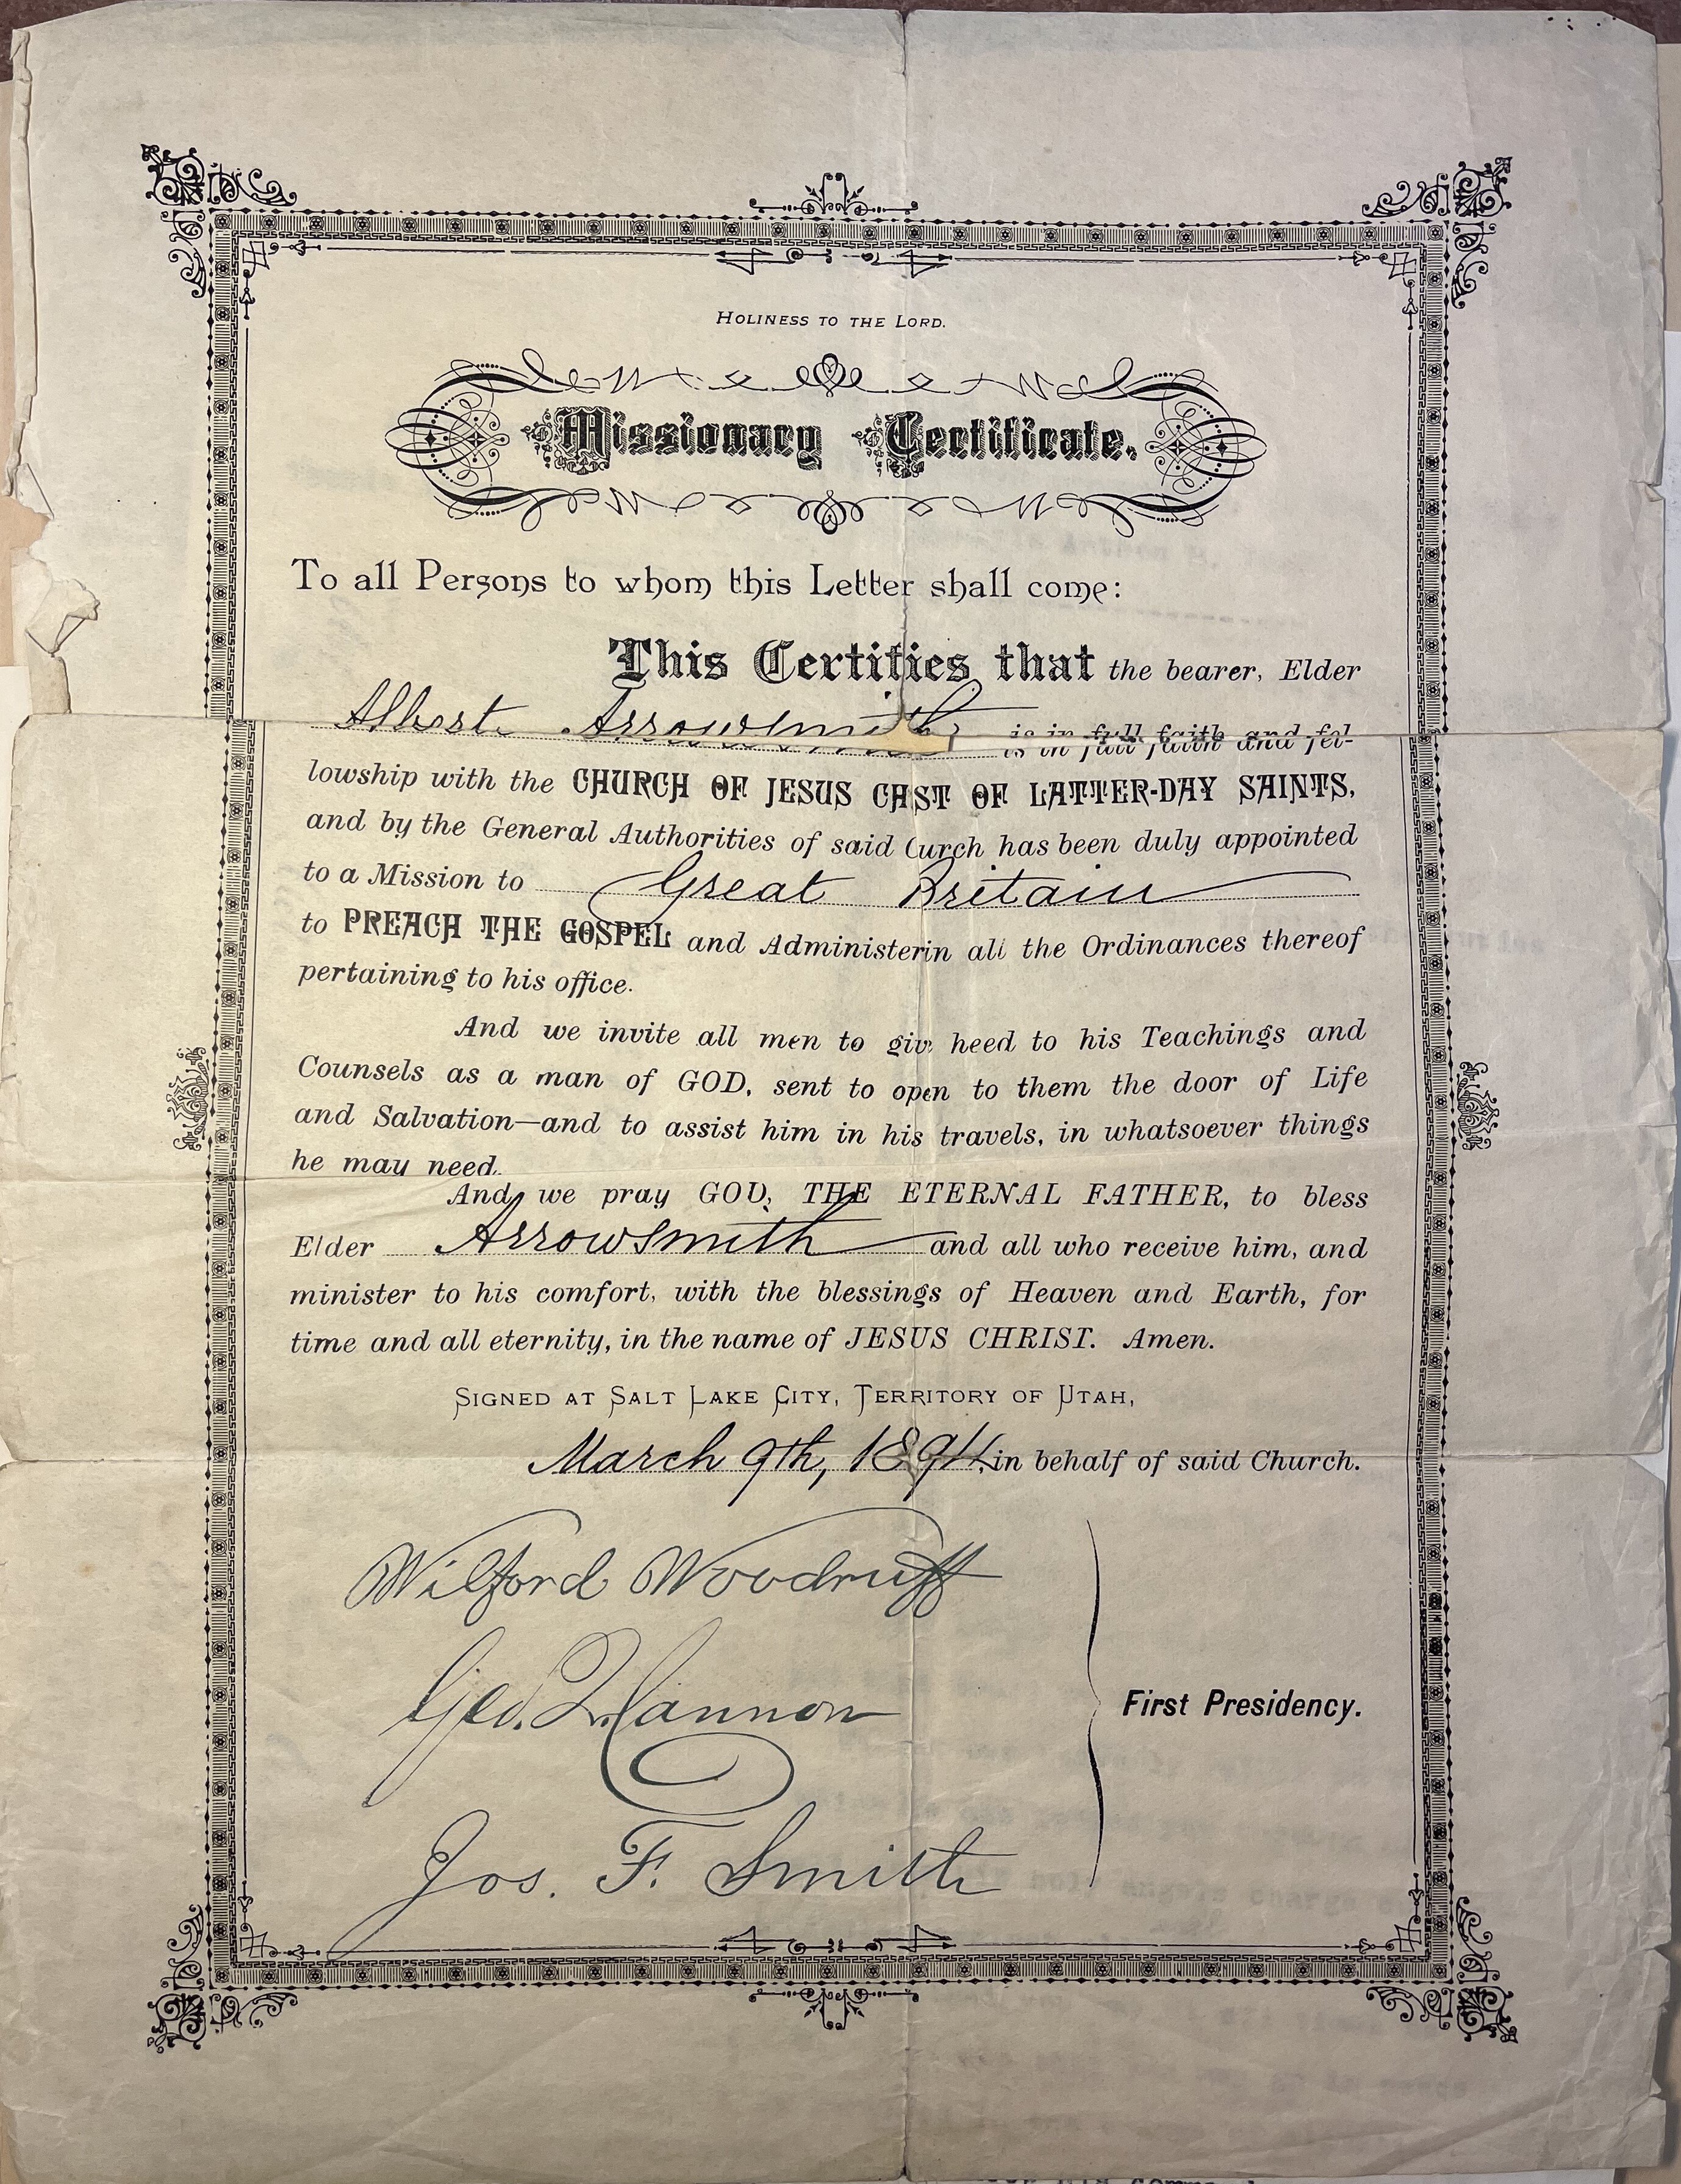 HOLINESS TO THE LORD.
Missionary Certificate.
To all Persons to whom this Letter shall come:
This Certifies that the bearer, Elder
Albert Arrowsmith is in full faith and fel-
lowship with the CHURCH OF JESUS CHST OF LATTER-DAY SAINTS,
and by the General Authorities of said Curch has been duly appointed
to a Mission to Great Britain
to PREACH THE GOSPEL and Administer in all the Ordinances thereof
pertaining to his office.
And we invite all men to giv heed to his Teachings and
Counsels as a man of GOD, sent to open to them the door of Life
and Salvation—and to assist him in his travels, in whatsoever things
he may need.
And we pray GOD, THE ETERNAL FATHER, to bless
Elder Arrowsmith and all who receive him, and
minister to his comfort, with the blessings of Heaven and Earth, for
time and all eternity, in the name of JESUS CHRIST. Amen.
SIGNED AT SALT LAKE CITY, TERRITORY OF UTAH,
March 9th, 1894, in behalf of said Church.
Wilford Woodruff
Geo. Q. Cannon
First Presidency.
Jos. F. Smith